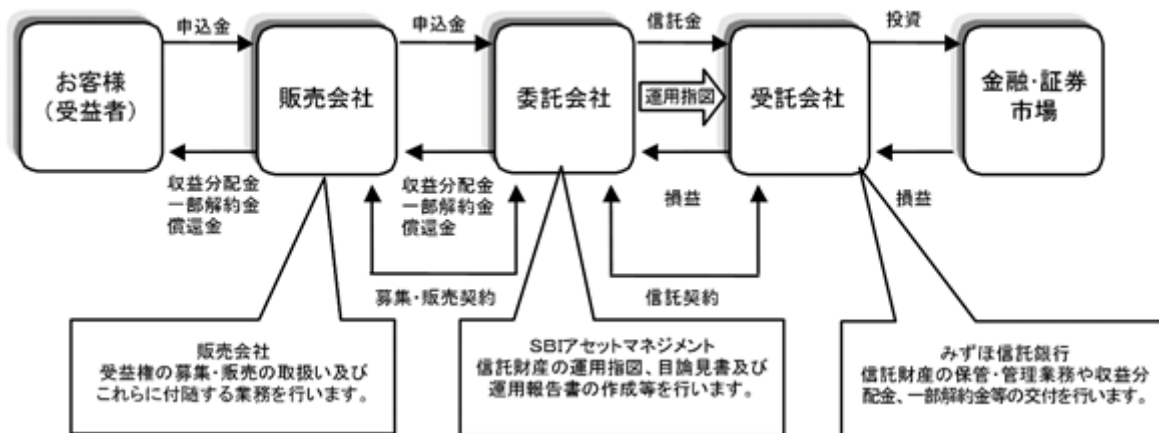 申込金
申込金
信託金
投資
お客様
（受益者）
販売会社
委託会社
運用指図
受託会社
金融・証券
市場
収益分配金
一部解約金
償還金
収益分配金
一部解約金
償還金
損益
損益
募集・販売契約
信託契約
販売会社
受益権の募集・販売の取扱い及び
これらに付随する業務を行います。
SBIアセットマネジメント
信託財産の運用指図、目論見書及び
運用報告書の作成等を行います。
みずほ信託銀行
信託財産の保管・管理業務や収益分
配金、一部解約金等の交付を行います。